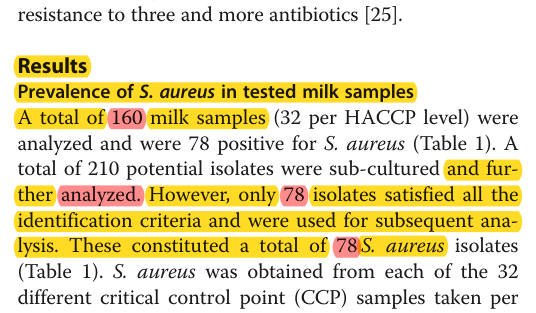 resistance to three and more antibiotics [25].
Results
Prevalence of S. aureus in tested milk samples
A total of 160 milk samples (32 per HACCP level) were
analyzed and were 78 positive for S. aureus (Table 1). A
total of 210 potential isolates were sub-cultured and fur-
ther analyzed. However, only 78 isolates satisfied all the
identification criteria and were used for subsequent ana-
lysis. These constituted a total of 78 S. aureus isolates
(Table 1). S. aureus was obtained from each of the 32
different critical control point (CCP) samples taken per